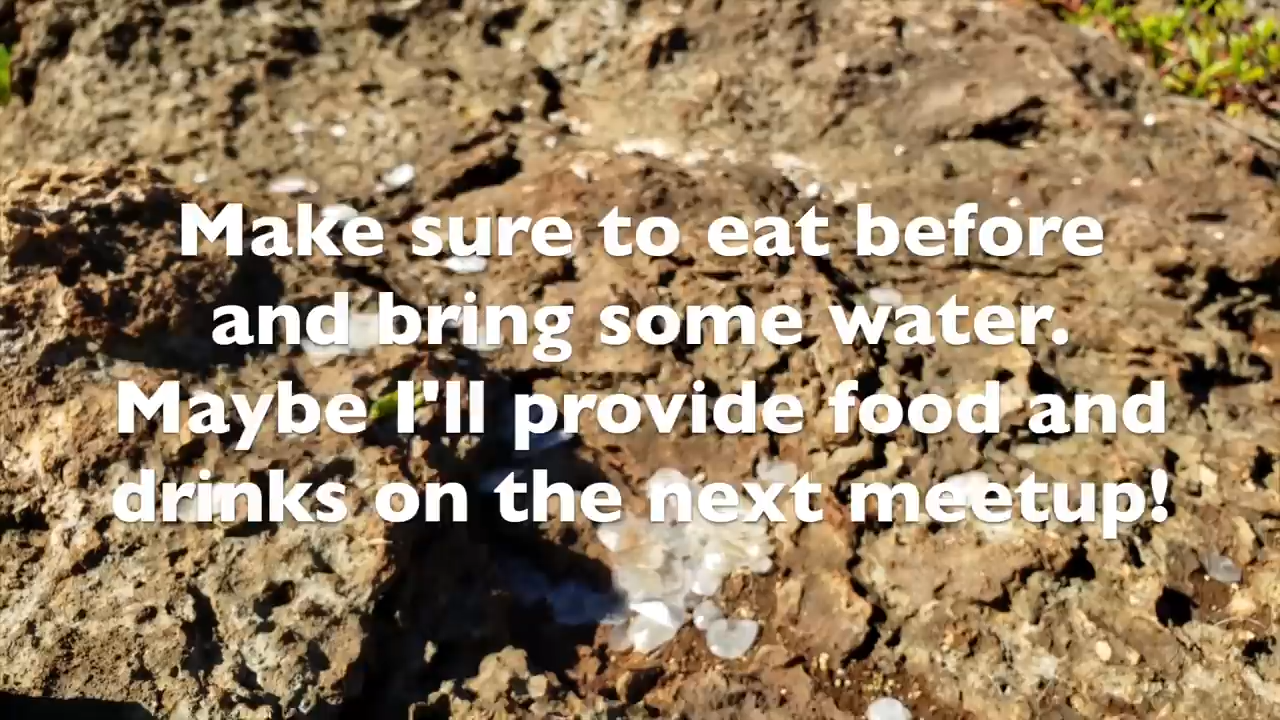 Make sure to eat before
and bring some water.
Maybe I'll provide food and
drinks on the next meetup!